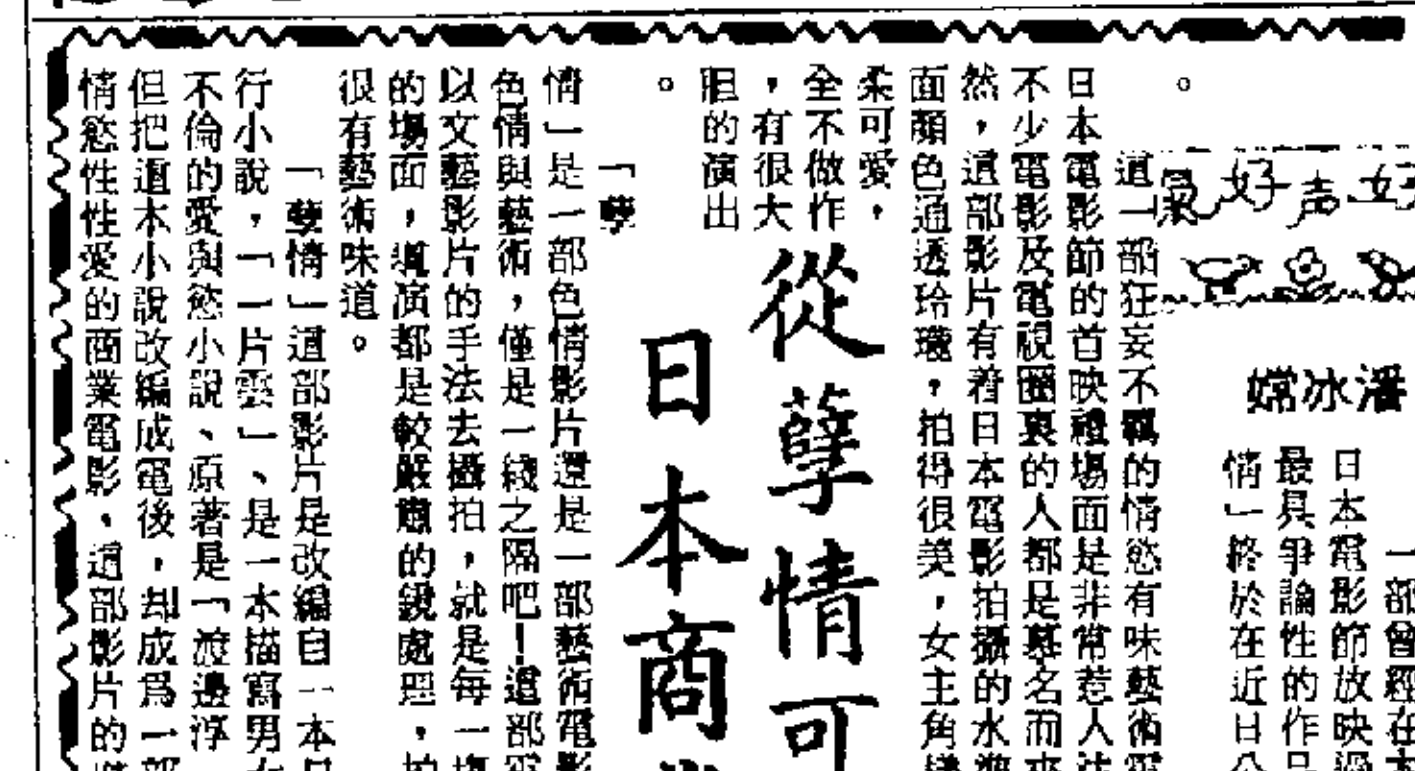 好声好
潘冰嫦
一部曾經在
日本電影節放映過
最具爭論性的作品
情」終於在近日公
。
這一部狂妄不羈的情慾有味藝術電
日本電影節的首映禮場面是非常惹人
不少電影及電視圈裏的人都是慕名而來
然，這部影片有着日本電影拍攝的水準
面顏色通透玲瓏，拍得很美，女主角
柔可愛，
全不做作
，有很大
胆的演出
。
從孽情可
日本商
「孽
情」是一部色情影片還是一部藝術電影
色情與藝術，僅是一綫之隔吧！這部電
以文藝影片的手法去攝拍，就是每一場
的場面，導演都是較嚴肅的鏡處理，拍
很有藝術味道。
「孽情」這部影片是改編自一本
行小說，「一片雲」、是一本描寫男女
不倫的愛與慾小說、原著是「渡邊淳
但把這本小說改編成電後，却成爲一部
情慾性性愛的商業電影、這部影片的